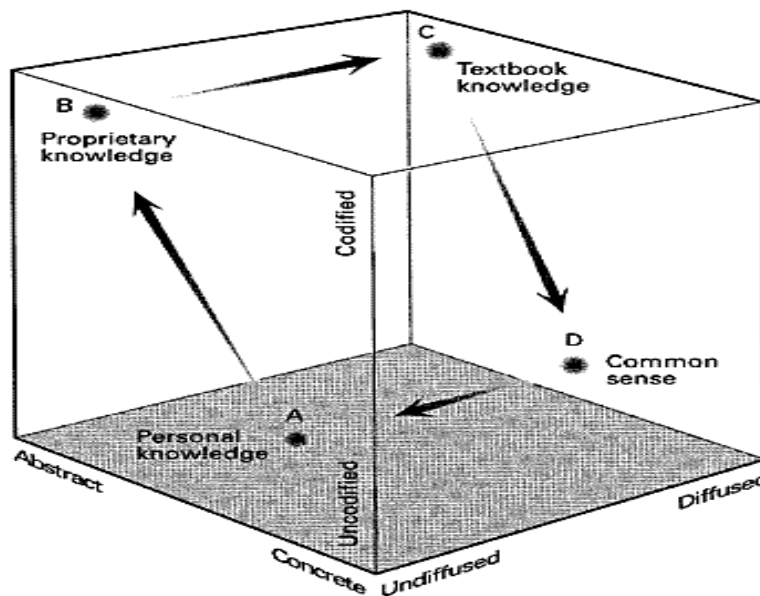 C
Textbook
knowledge
B
Proprietary
knowledge
Codified
D
Common
sense
A
Personal
knowledge
Uncodified
Abstract
Diffused
Concrete
Undiffused